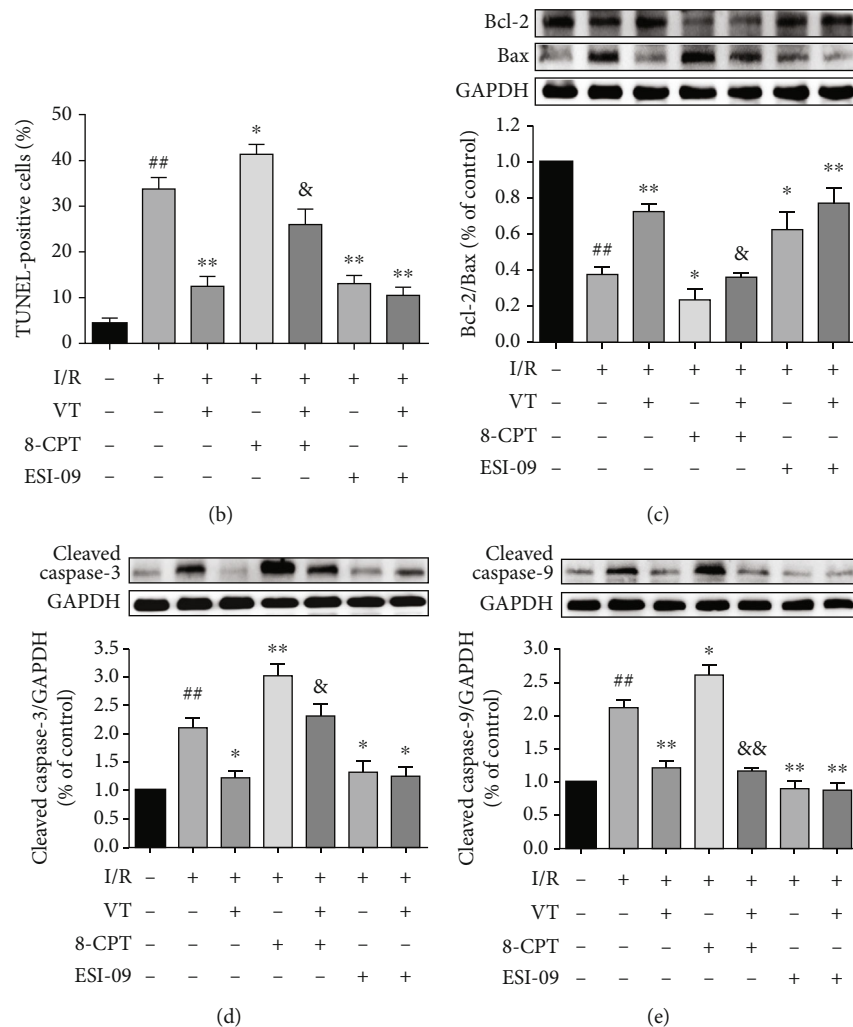 TUNEL-positive cells (%)
50
40
30
20
10
0
##
**
*
&
**
**
I/R – + + + + + +
VT – – + – + – +
8-CPT – – – + + – –
ESI-09 – – – – – + +
(b)
Bcl-2
Bax
GAPDH
Bcl-2/Bax (% of control)
1.2
1.0
0.8
0.6
0.4
0.2
0.0
##
**
*
&
*
**
I/R – + + + + + +
VT – – + – + – +
8-CPT – – – + + – –
ESI-09 – – – – – + +
(c)
Cleaved
caspase-3
GAPDH
Cleaved caspase-3/GAPDH
(% of control)
3.5
3.0
2.5
2.0
1.5
1.0
0.5
0.0
##
*
**
&
*
*
I/R – + + + + + +
VT – – + – + – +
8-CPT – – – + + – –
ESI-09 – – – – – + +
(d)
Cleaved
caspase-9
GAPDH
Cleaved caspase-9/GAPDH
(% of control)
3.0
2.5
2.0
1.5
1.0
0.5
0.0
##
**
*
&&
**
**
I/R – + + + + + +
VT – – + – + – +
8-CPT – – – + + – –
ESI-09 – – – – – + +
(e)